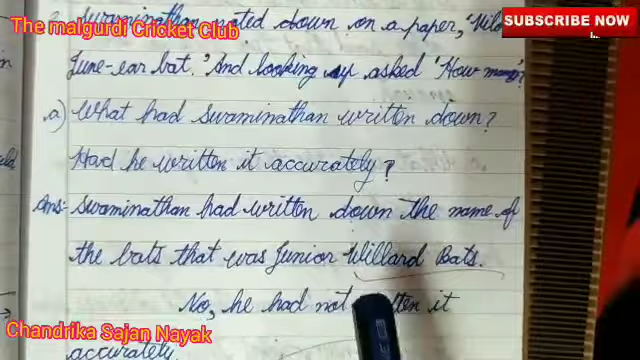 The malgurdi Cricket Club
SUBSCRIBE NOW
Swaminathan noted down on a paper,
June-ear bat.' And looking up asked 'How many?'
a) What had Swaminathan written down?
Had he written it accurately?
Ans:- Swaminathan had written down the name of
the bats that was Junior Willard Bats.
No, he had not it
accurately.
Chandrika Sajan Nayak